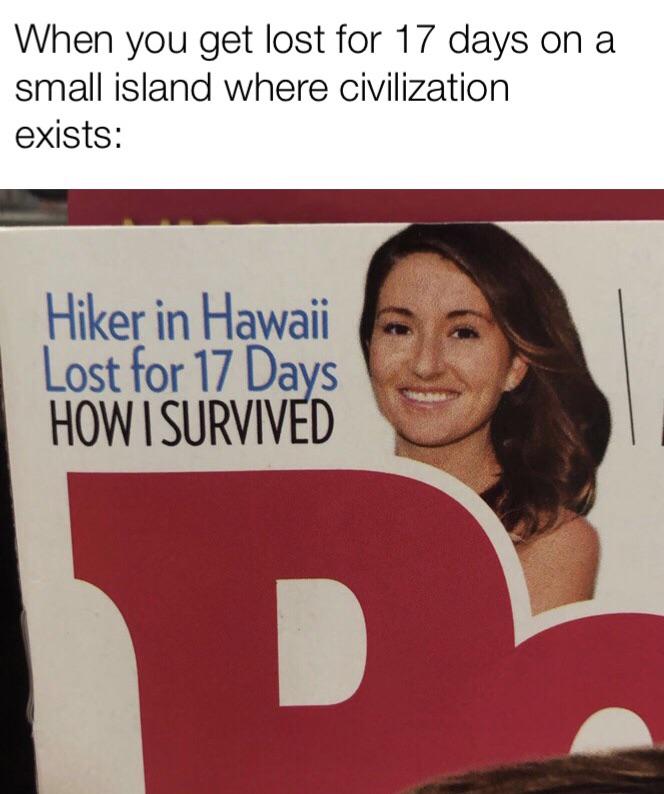 When you get lost for 17 days on a
small island where civilization
exists:
Hiker in Hawaii
Lost for 17 Days
HOW I SURVIVED